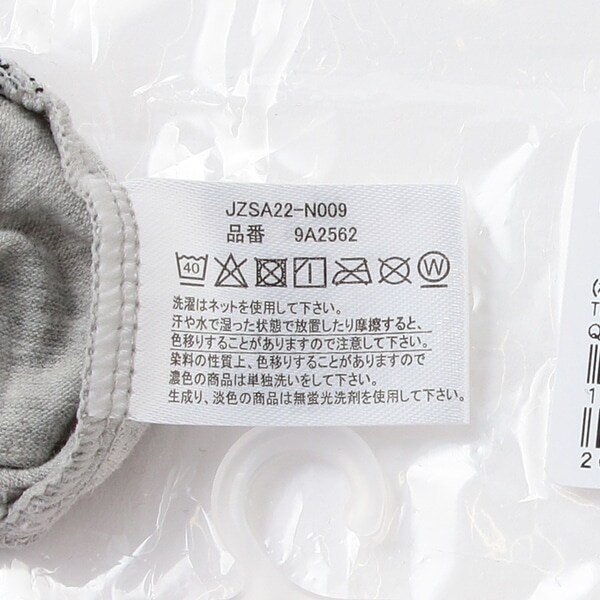 JZSA22-N009
品番 9A2562
40 W
洗濯はネットを使用して下さい。
汗や水で湿った状態で放置したり摩擦すると、
色移りすることがありますので注意して下さい。
染料の性質上、色移りすることがありますので
濃色の商品は単独洗いをして下さい。
生成り、淡色の商品は無蛍光洗剤を使用して下さい。
T
Q
1
2